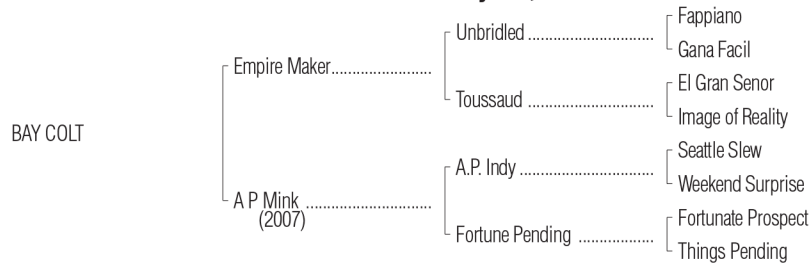 Fappiano
Unbridled ..............................
Gana Facil
Empire Maker........................
El Gran Senor
Toussaud ..............................
Image of Reality
BAY COLT
Seattle Slew
A.P. Indy ................................
Weekend Surprise
A P Mink ..............................
(2007)
Fortunate Prospect
Fortune Pending ..................
Things Pending